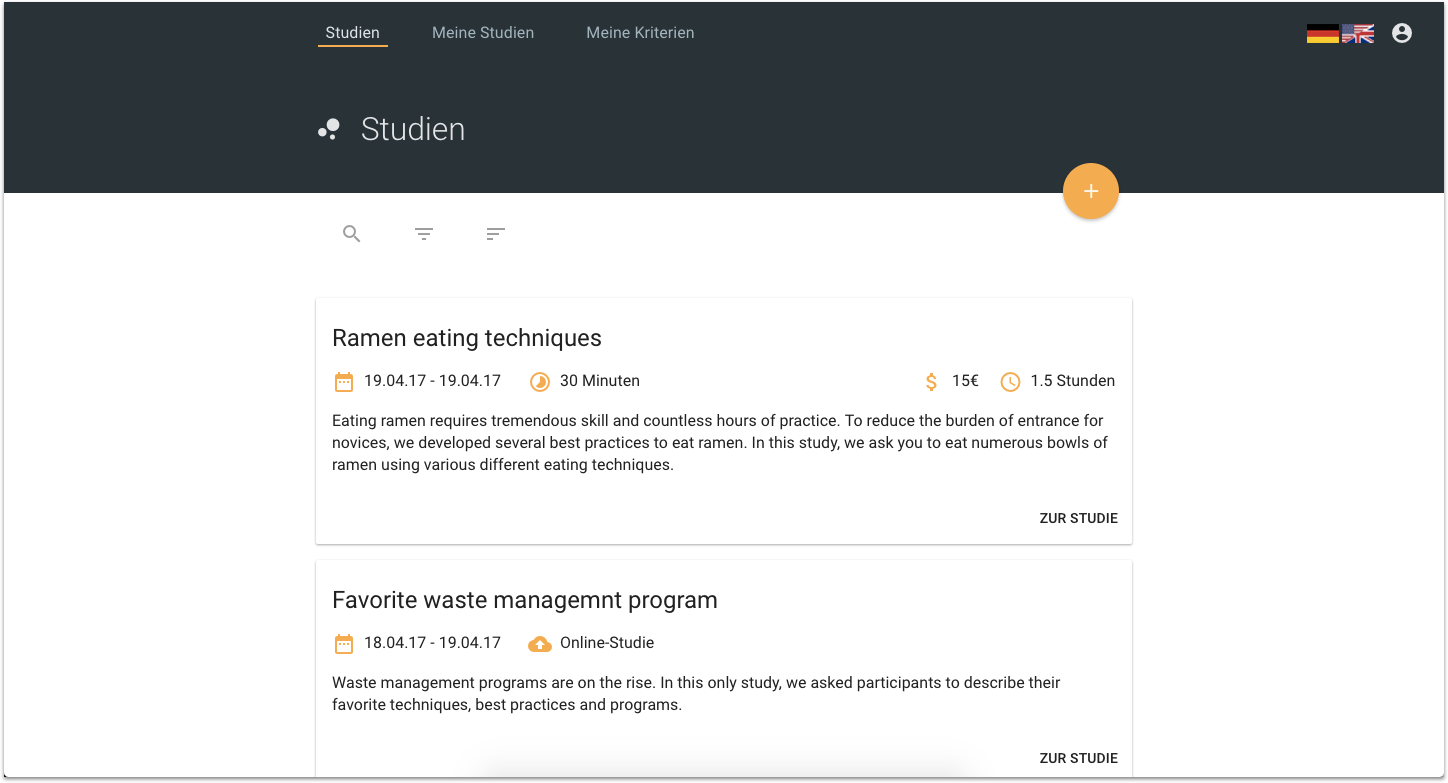 Studien Meine Studien Meine Kriterien
Studien
+
Ramen eating techniques
19.04.17 - 19.04.17 30 Minuten $ 15€ 1.5 Stunden
Eating ramen requires tremendous skill and countless hours of practice. To reduce the burden of entrance for
novices, we developed several best practices to eat ramen. In this study, we ask you to eat numerous bowls of
ramen using various different eating techniques.
ZUR STUDIE
Favorite waste managemnt program
18.04.17 - 19.04.17 Online-Studie
Waste management programs are on the rise. In this only study, we asked participants to describe their
favorite techniques, best practices and programs.
ZUR STUDIE